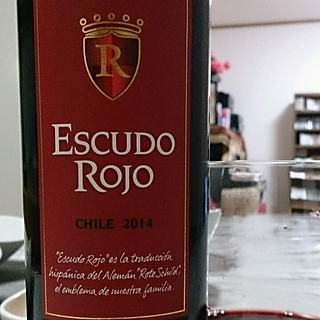 R
ESCUDO
ROJO
CHILE 2014
"Escudo Rojo" es la traducción
hispánica del Alemán "Rote Schild",
el emblema de nuestra familia.